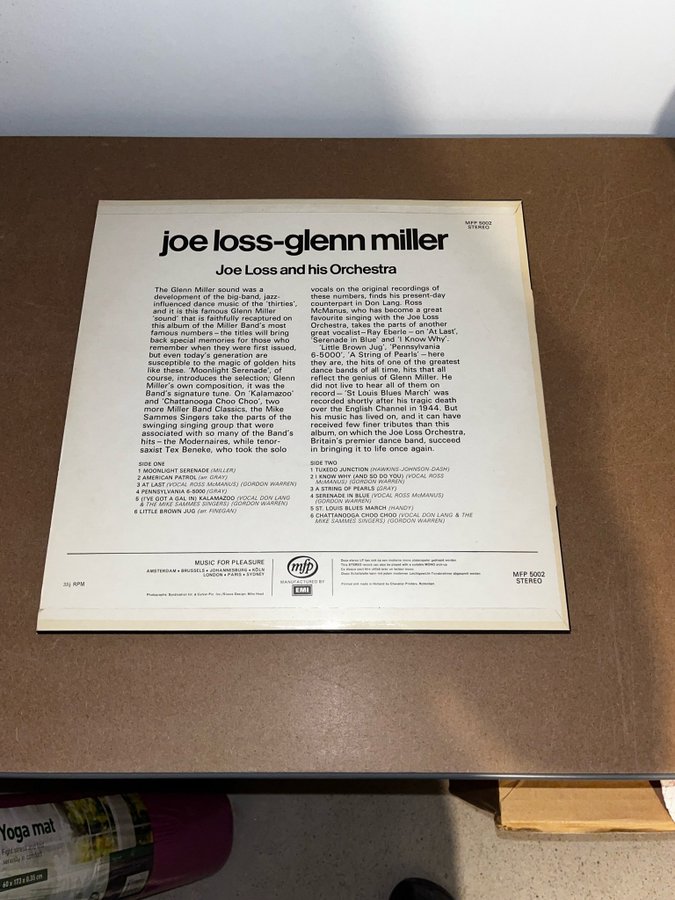 MFP 5002
STEREO
joe loss-glenn miller
Joe Loss and his Orchestra
The Glenn Miller sound was a
development of the big-band, jazz-
influenced dance music of the 'thirties',
and it is this famous Glenn Miller
'sound' that is faithfully recaptured on
this album of the Miller Band's most
famous numbers – the titles will bring
back special memories for those who
remember when they were first issued,
but even today's generation are
susceptible to the magic of golden hits
like these. 'Moonlight Serenade', of
course, introduces the selection; Glenn
Miller's own composition, it was the
Band's signature tune. On 'Kalamazoo'
and 'Chattanooga Choo Choo', two
more Miller Band Classics, the Mike
Sammes Singers take the parts of the
swinging singing group that were
associated with so many of the Band's
hits – the Modernaires, while tenor-
saxist Tex Beneke, who took the solo
vocals on the original recordings of
these numbers, finds his present-day
counterpart in Don Lang. Ross
McManus, who has become a great
favourite singing with the Joe Loss
Orchestra, takes the parts of another
great vocalist – Ray Eberle – on 'At Last',
'Serenade in Blue' and 'I Know Why'.
'Little Brown Jug', 'Pennsylvania
6-5000', 'A String of Pearls' – here
they are, the hits of one of the greatest
dance bands of all time, hits that all
reflect the genius of Glenn Miller. He
did not live to hear all of them on
record – 'St Louis Blues March' was
recorded shortly after his tragic death
over the English Channel in 1944. But
his music has lived on, and it can have
received few finer tributes than this
album, on which the Joe Loss Orchestra,
Britain's premier dance band, succeed
in bringing it to life once again.
SIDE ONE
1 MOONLIGHT SERENADE (MILLER)
2 AMERICAN PATROL (arr. GRAY)
3 AT LAST (VOCAL ROSS McMANUS) (GORDON WARREN)
4 PENNSYLVANIA 6-5000 (GRAY)
5 (I'VE GOT A GAL IN) KALAMAZOO (VOCAL DON LANG
& THE MIKE SAMMES SINGERS) (GORDON WARREN)
6 LITTLE BROWN JUG (arr. FINEGAN)
SIDE TWO
1 TUXEDO JUNCTION (HAWKINS-JOHNSON-DASH)
2 I KNOW WHY (AND SO DO YOU) (VOCAL ROSS
McMANUS) (GORDON WARREN)
3 A STRING OF PEARLS (GRAY)
4 SERENADE IN BLUE (VOCAL ROSS McMANUS)
(GORDON WARREN)
5 ST. LOUIS BLUES MARCH (HANDY)
6 CHATTANOOGA CHOO CHOO (VOCAL DON LANG & THE
MIKE SAMMES SINGERS) (GORDON WARREN)
33⅓ RPM
MUSIC FOR PLEASURE
AMSTERDAM • BRUSSELS • JOHANNESBURG • KÖLN
LONDON • PARIS • SYDNEY
mfp
MANUFACTURED BY
EMI
MFP 5002
STEREO
Yoga mat
60 x 173 x 0.35 cm